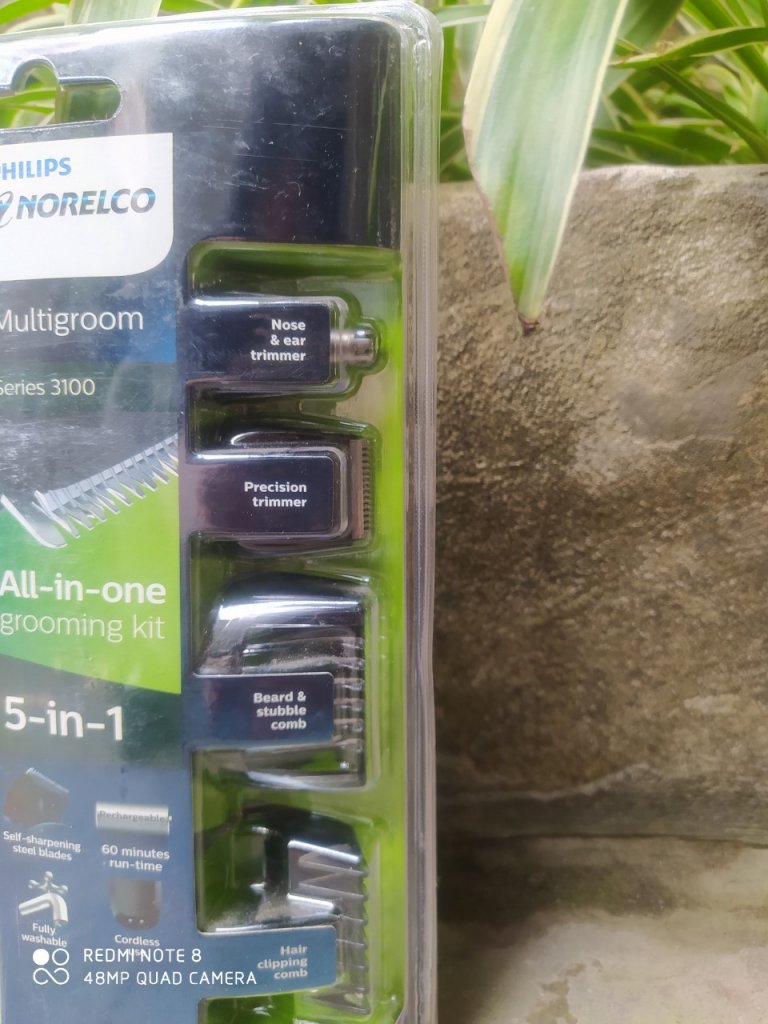 PHILIPS
NORELCO
Multigroom
Series 3100
All-in-one
grooming kit
5-in-1
Self-sharpening
steel blades
Rechargeable
60 minutes
run-time
Fully
washable
Cordless
Nose
& ear
trimmer
Precision
trimmer
Beard &
stubble
comb
Hair
clipping
comb
REDMI NOTE 8
48MP QUAD CAMERA